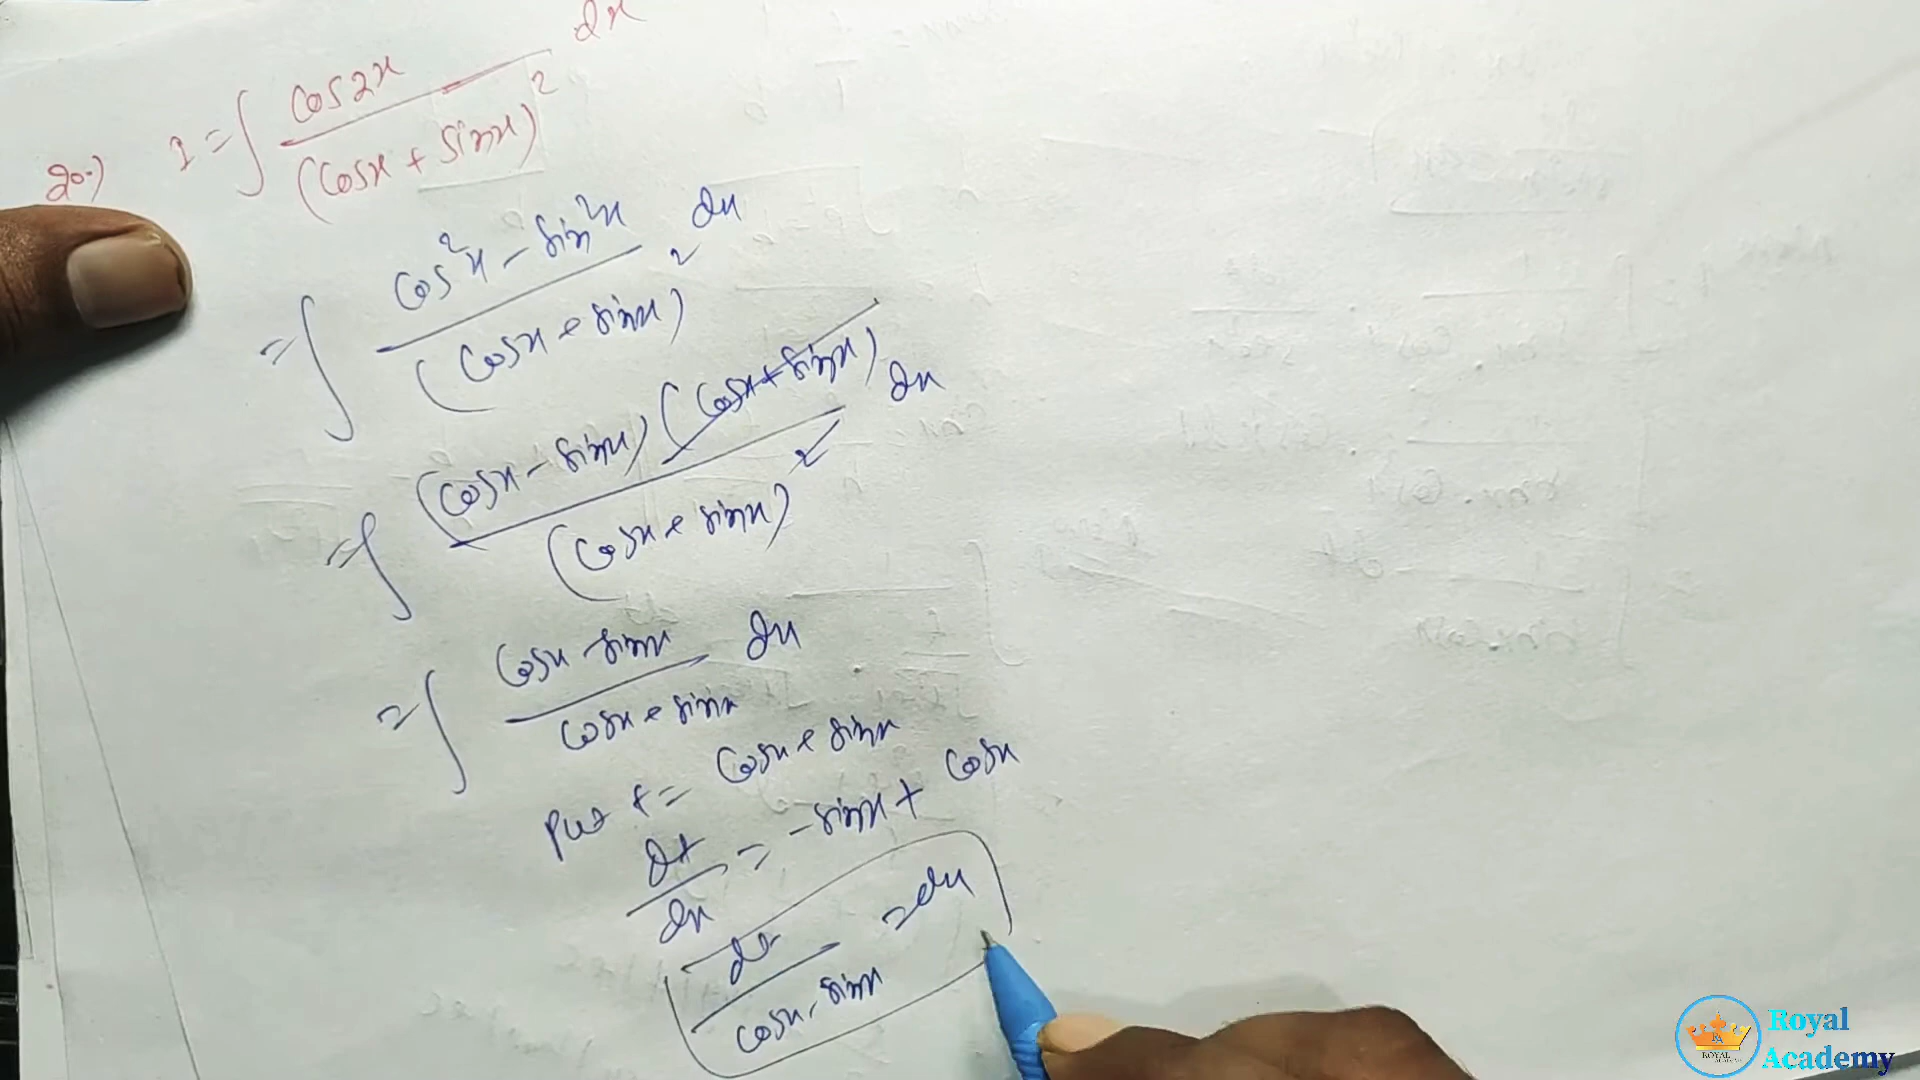 20.) I = ∫ cos2x / (cosx + sinx)² dx
= ∫ cos²x - sin²x / (cosx + sinx)² dx
= ∫ (cosx - sinx) (cosx + sinx) / (cosx + sinx)² dx
= ∫ cosx - sinx / cosx + sinx dx
put t = cosx + sinx
dt / dx = - sinx + cosx
dt / cosx - sinx = dx
Royal
Academy
RA
ROYAL